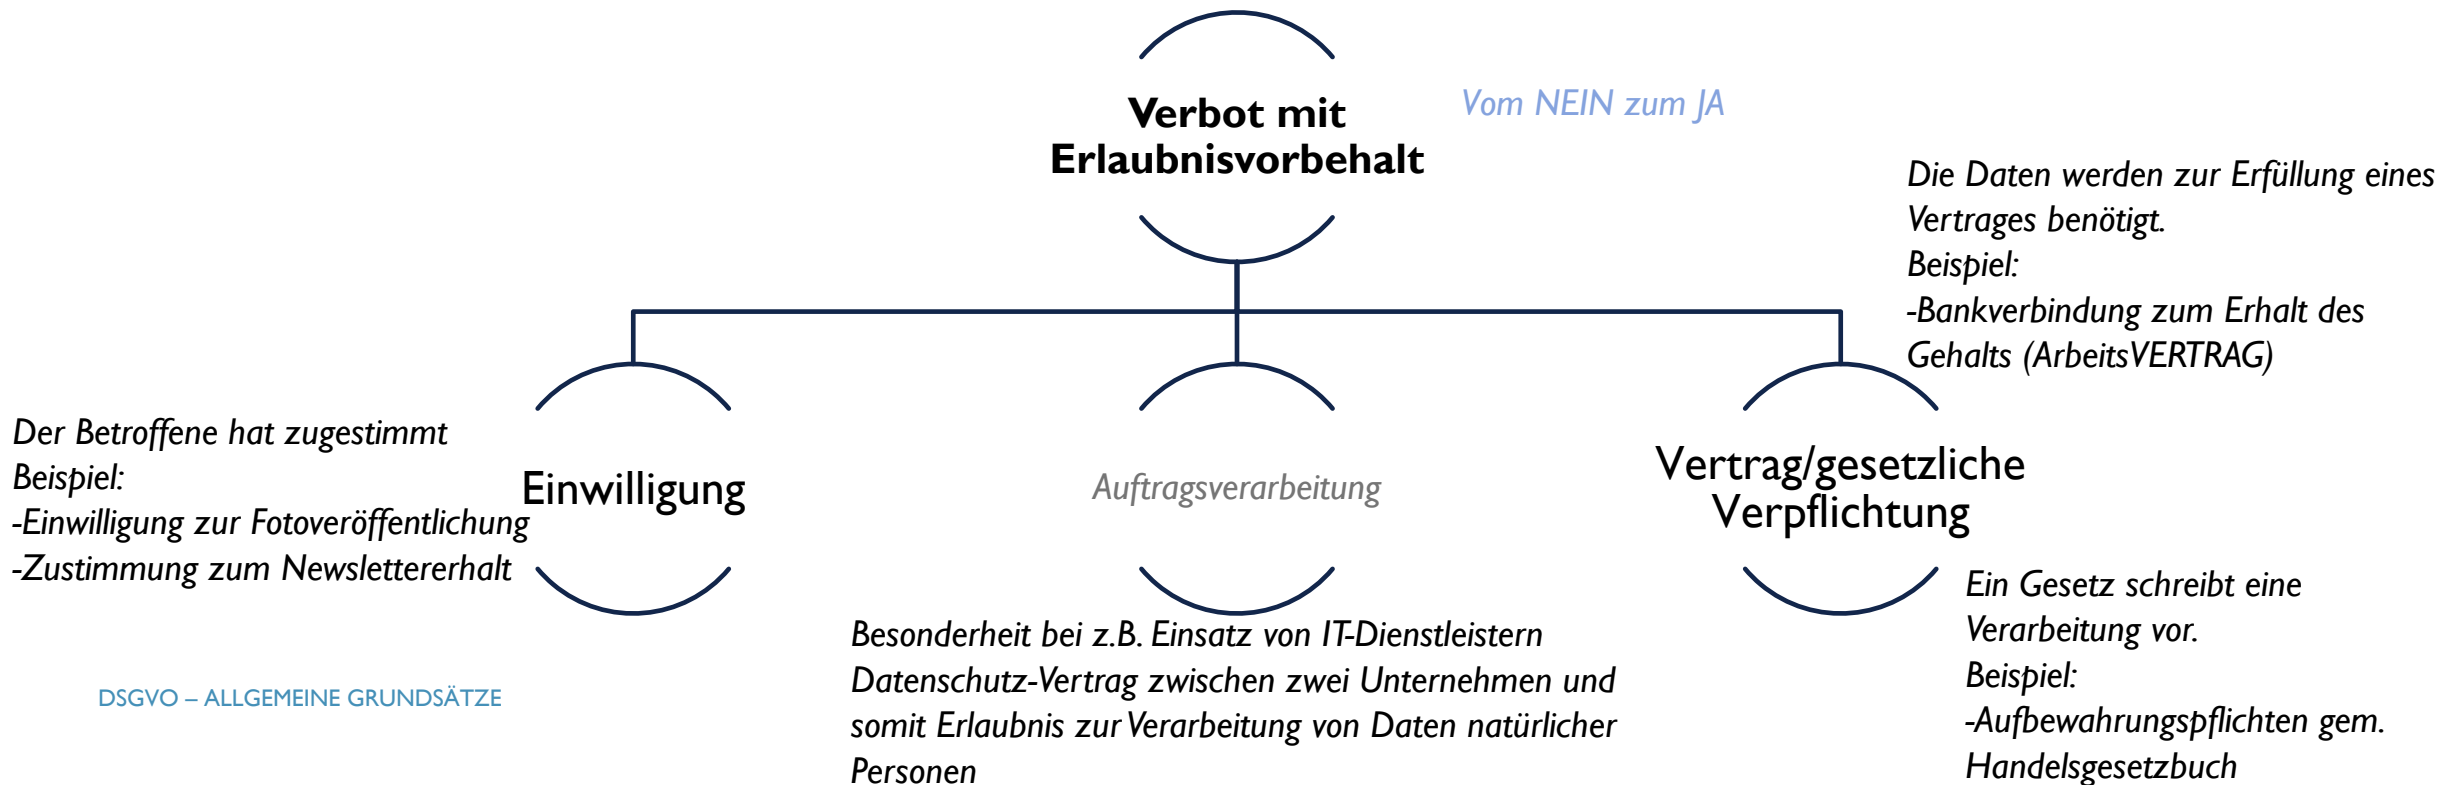 Verbot mit
Erlaubnisvorbehalt
Vom NEIN zum JA
Die Daten werden zur Erfüllung eines
Vertrages benötigt.
Beispiel:
-Bankverbindung zum Erhalt des
Gehalts (ArbeitsVERTRAG)
Der Betroffene hat zugestimmt
Beispiel:
-Einwilligung zur Fotoveröffentlichung
-Zustimmung zum Newslettererhalt
Einwilligung
Auftragsverarbeitung
Vertrag/gesetzliche
Verpflichtung
Besonderheit bei z.B. Einsatz von IT-Dienstleistern
Datenschutz-Vertrag zwischen zwei Unternehmen und
somit Erlaubnis zur Verarbeitung von Daten natürlicher
Personen
Ein Gesetz schreibt eine
Verarbeitung vor.
Beispiel:
-Aufbewahrungspflichten gem.
Handelsgesetzbuch
DSGVO – ALLGEMEINE GRUNDSÄTZE